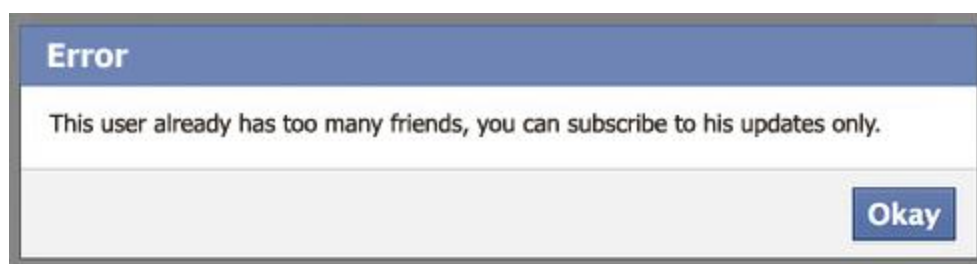 Error
This user already has too many friends, you can subscribe to his updates only.
Okay